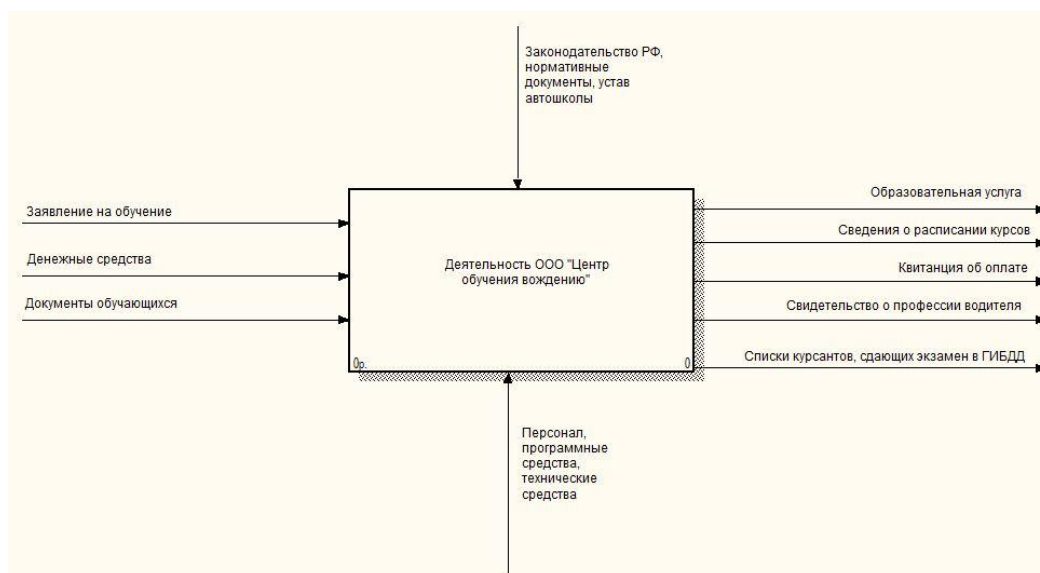 Законодательство РФ,
нормативные
документы, устав
автошколы
Заявление на обучение
Денежные средства
Документы обучающихся
Деятельность ООО "Центр
обучения вождению"
0р.
0
Образовательная услуга
Сведения о расписании курсов
Квитанция об оплате
Свидетельство о профессии водителя
Списки курсантов, сдающих экзамен в ГИБДД
Персонал,
программные
средства,
технические
средства